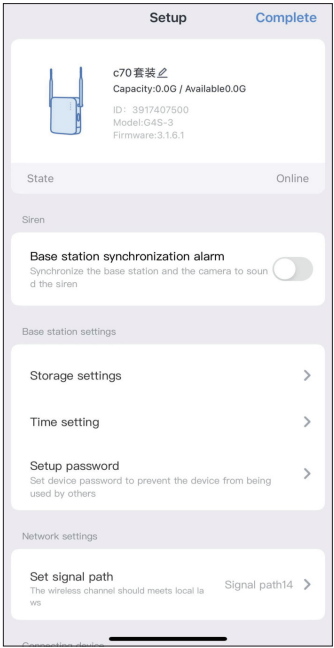 Setup
Complete
c70 套装
Capacity:0.0G / Available0.0G
ID: 3917407500
Model:G4S-3
Firmware:3.1.6.1
State
Online
Siren
Base station synchronization alarm
Synchronize the base station and the camera to soun
d the siren
Base station settings
Storage settings
Time setting
Setup password
Set device password to prevent the device from being
used by others
Network settings
Set signal path
The wireless channel should meets local la
ws
Signal path14
Connecting device